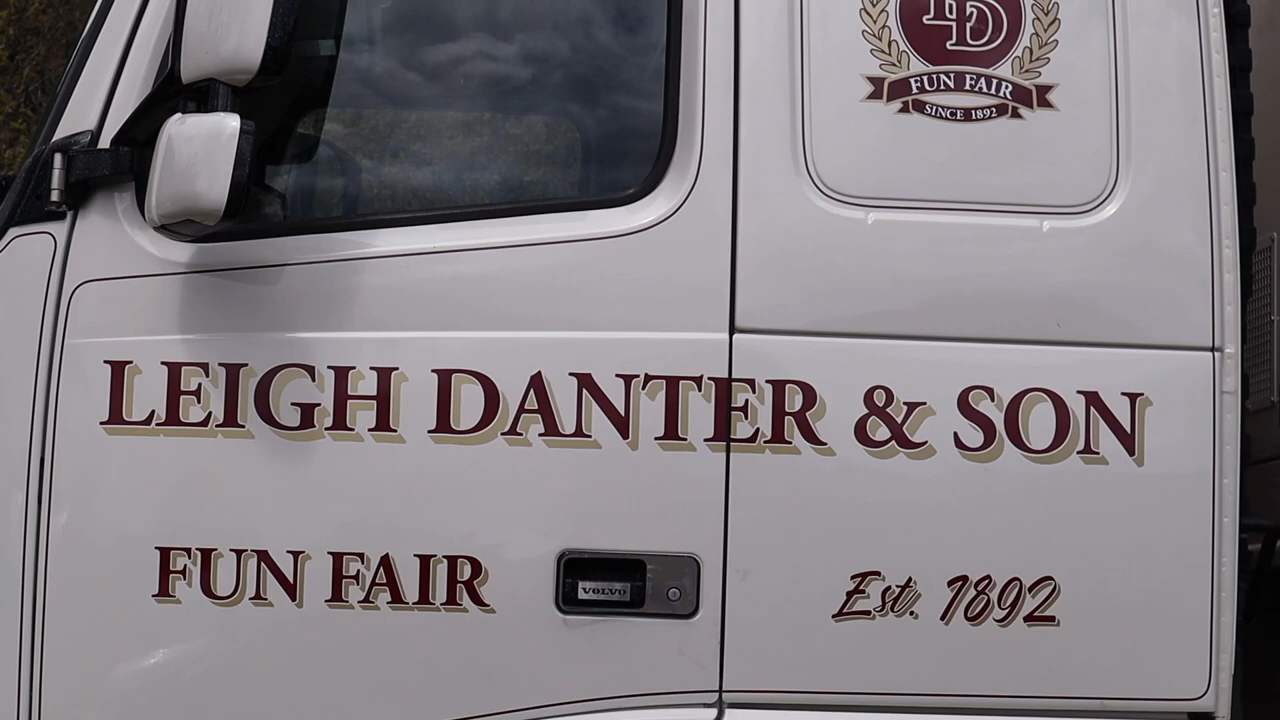 LD
FUN FAIR
SINCE 1892
LEIGH DANTER & SON
FUN FAIR
VOLVO
Est. 1892